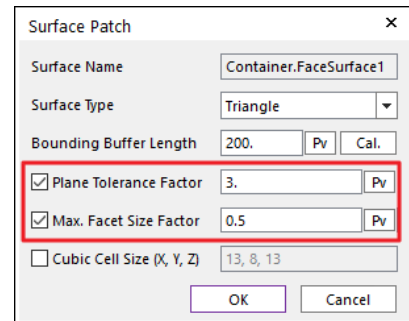 Surface Patch
Surface Name Container.FaceSurface1
Surface Type Triangle
Bounding Buffer Length 200. Pv Cal.
Plane Tolerance Factor 3. Pv
Max. Facet Size Factor 0.5 Pv
Cubic Cell Size (X, Y, Z) 13, 8, 13
OK Cancel